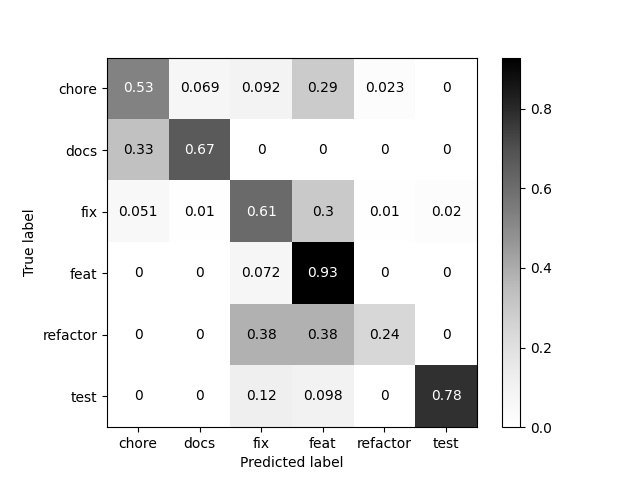 chore 0.53 0.069 0.092 0.29 0.023 0
docs 0.33 0.67 0 0 0 0
fix 0.051 0.01 0.61 0.3 0.01 0.02
feat 0 0 0.072 0.93 0 0
refactor 0 0 0.38 0.38 0.24 0
test 0 0 0.12 0.098 0 0.78
chore docs fix feat refactor test
Predicted label
True label
0.8
0.6
0.4
0.2
0.0